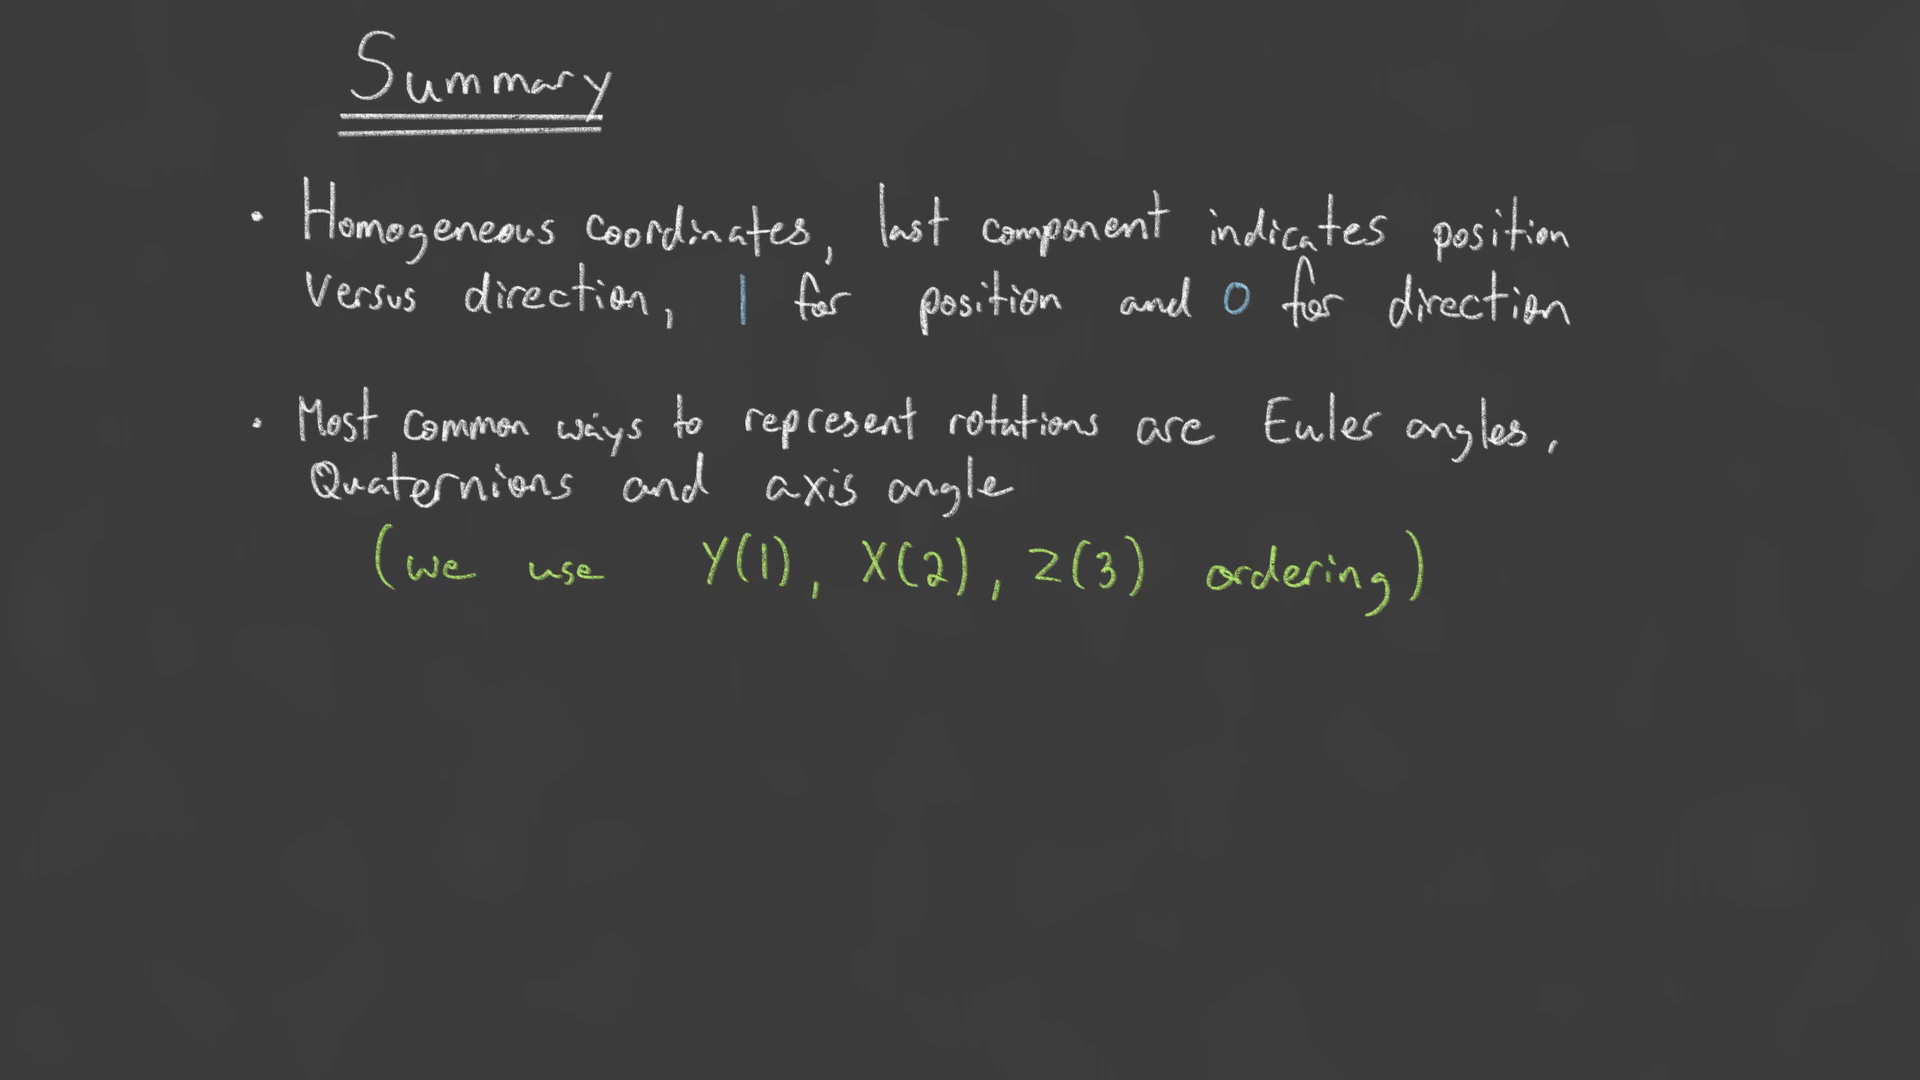 Summary
• Homogeneous coordinates, last component indicates position
versus direction, 1 for position and 0 for direction
• Most common ways to represent rotations are Euler angles,
Quaternions and axis angle
(we use Y(1), X(2), Z(3) ordering)